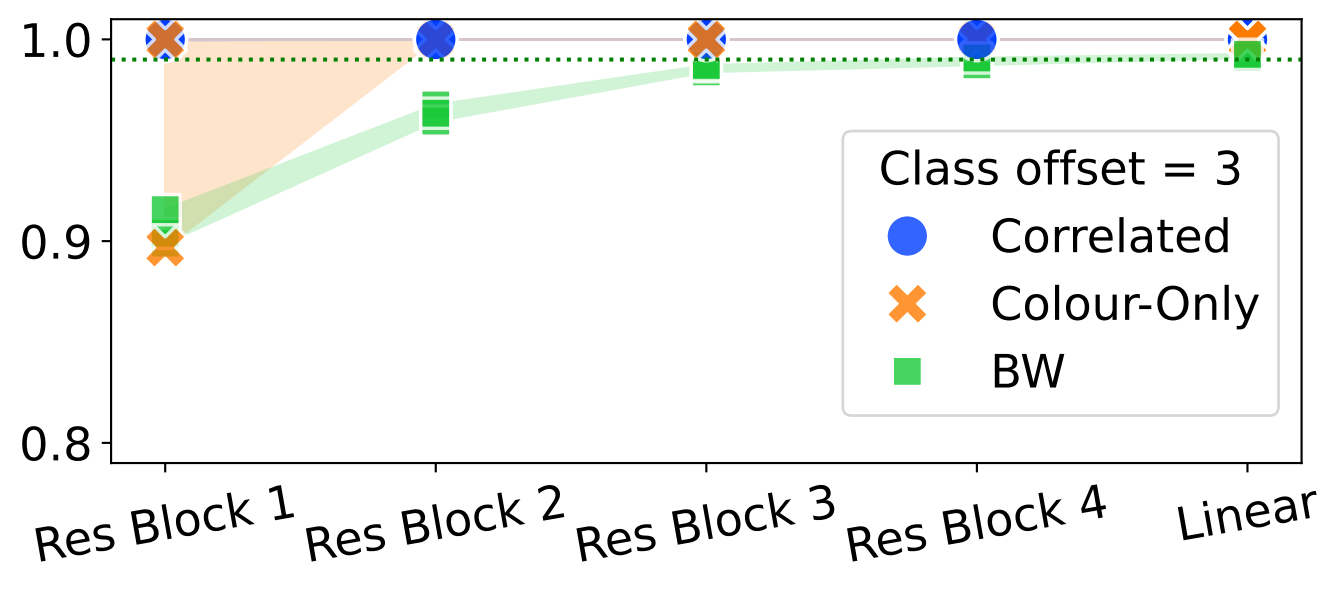 1.0
0.9
0.8
Class offset = 3
Correlated
Colour-Only
BW
Res Block 1
Res Block 2
Res Block 3
Res Block 4
Linear